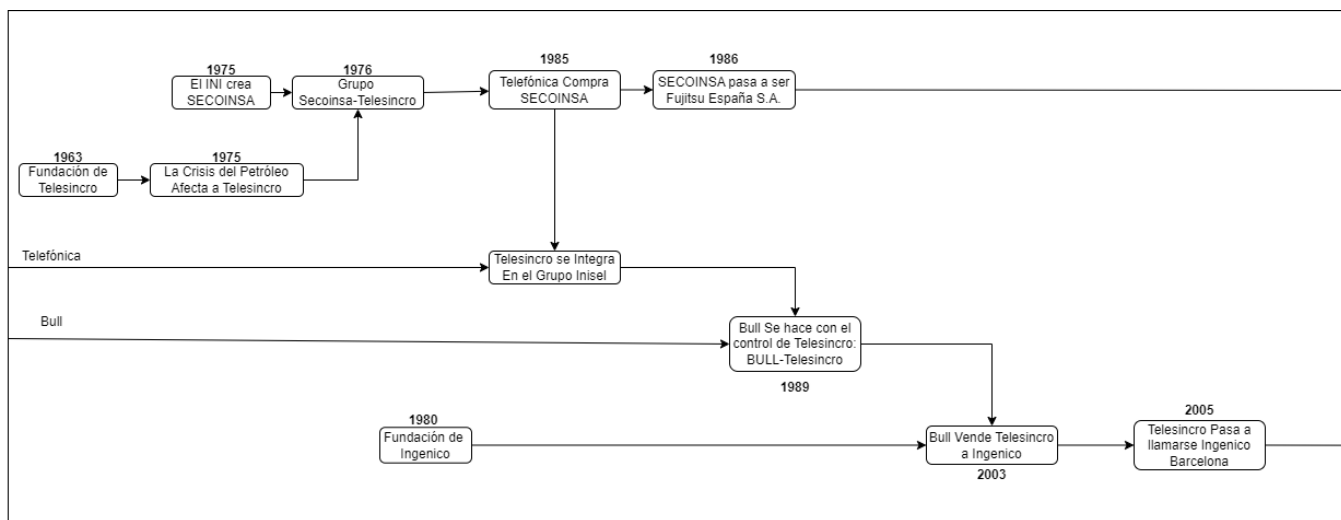 1975
El INI crea
SECOINSA
1976
Grupo
Secoinsa-Telesincro
1985
Telefónica Compra
SECOINSA
1986
SECOINSA pasa a ser
Fujitsu España S.A.
1963
Fundación de
Telesincro
1975
La Crisis del Petróleo
Afecta a Telesincro
Telefónica
Telesincro se Integra
En el Grupo Inisel
Bull
Bull Se hace con el
control de Telesincro:
BULL-Telesincro
1989
1980
Fundación de
Ingenico
Bull Vende Telesincro
a Ingenico
2003
2005
Telesincro Pasa a
llamarse Ingenico
Barcelona